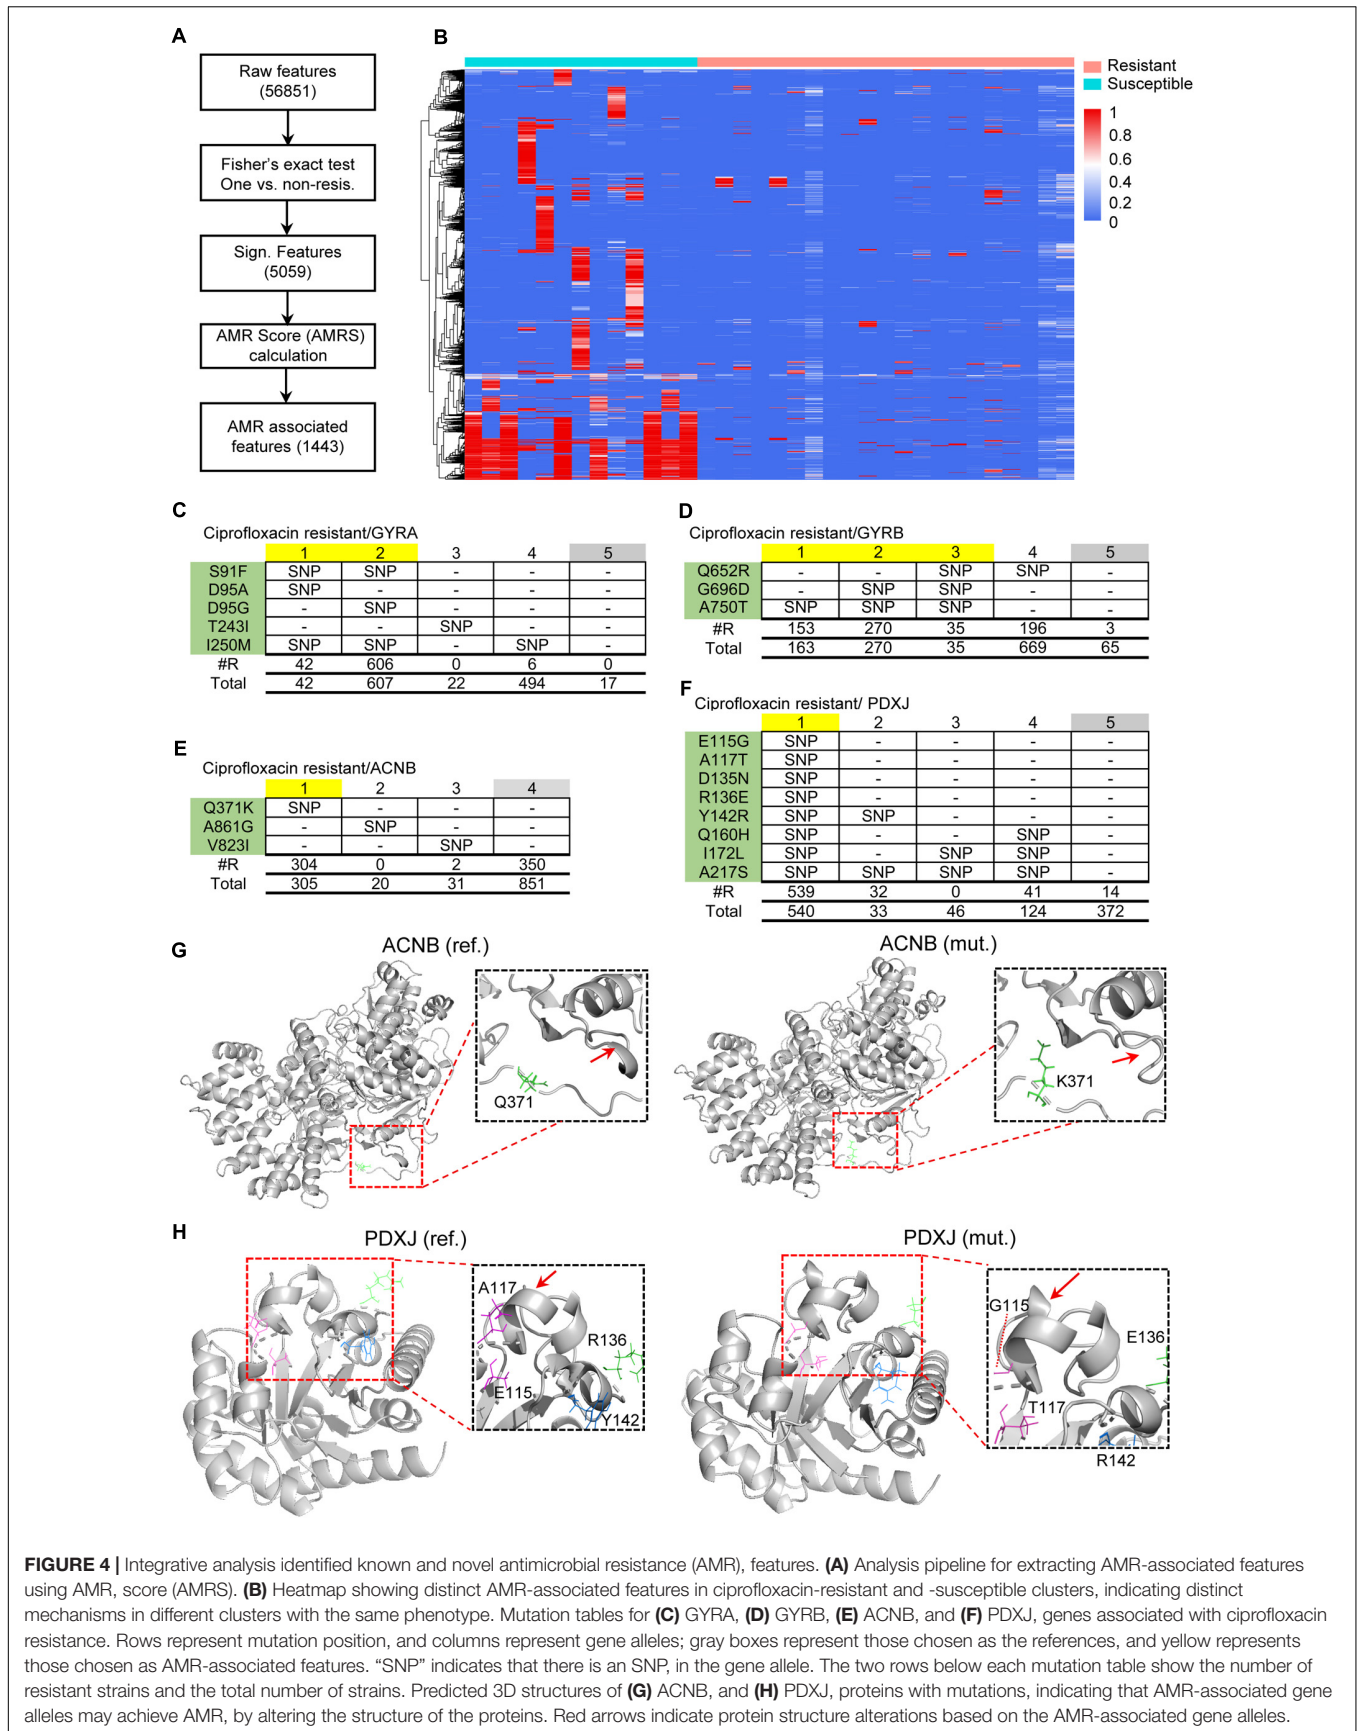 A
Raw features
(56851)
Fisher's exact test
One vs. non-resis.
Sign. Features
(5059)
AMR Score (AMRS)
calculation
AMR associated
features (1443)
B
Resistant
Susceptible
1
0.8
0.6
0.4
0.2
0
C
Ciprofloxacin resistant/GYRA
1 2 3 4 5
S91F SNP SNP - - -
D95A SNP - - - -
D95G - SNP - - -
T243I - - SNP - -
I250M SNP SNP - SNP -
#R 42 606 0 6 0
Total 42 607 22 494 17
D
Ciprofloxacin resistant/GYRB
1 2 3 4 5
Q652R - - SNP SNP -
G696D - SNP SNP - -
A750T SNP SNP SNP - -
#R 153 270 35 196 3
Total 163 270 35 669 65
E
Ciprofloxacin resistant/ACNB
1 2 3 4
Q371K SNP - - -
A861G - SNP - -
V823I - - SNP -
#R 304 0 2 350
Total 305 20 31 851
F
Ciprofloxacin resistant/ PDXJ
1 2 3 4 5
E115G SNP - - - -
A117T SNP - - - -
D135N SNP - - - -
R136E SNP - - - -
Y142R SNP SNP - - -
Q160H SNP - - SNP -
I172L SNP - SNP SNP -
A217S SNP SNP SNP SNP -
#R 539 32 0 41 14
Total 540 33 46 124 372
G
ACNB (ref.)
Q371
ACNB (mut.)
K371
H
PDXJ (ref.)
A117
R136
E115
Y142
PDXJ (mut.)
G115
E136
T117
R142
FIGURE 4 | Integrative analysis identified known and novel antimicrobial resistance (AMR), features. (A) Analysis pipeline for extracting AMR-associated features
using AMR, score (AMRS). (B) Heatmap showing distinct AMR-associated features in ciprofloxacin-resistant and -susceptible clusters, indicating distinct
mechanisms in different clusters with the same phenotype. Mutation tables for (C) GYRA, (D) GYRB, (E) ACNB, and (F) PDXJ, genes associated with ciprofloxacin
resistance. Rows represent mutation position, and columns represent gene alleles; gray boxes represent those chosen as the references, and yellow represents
those chosen as AMR-associated features. “SNP” indicates that there is an SNP, in the gene allele. The two rows below each mutation table show the number of
resistant strains and the total number of strains. Predicted 3D structures of (G) ACNB, and (H) PDXJ, proteins with mutations, indicating that AMR-associated gene
alleles may achieve AMR, by altering the structure of the proteins. Red arrows indicate protein structure alterations based on the AMR-associated gene alleles.